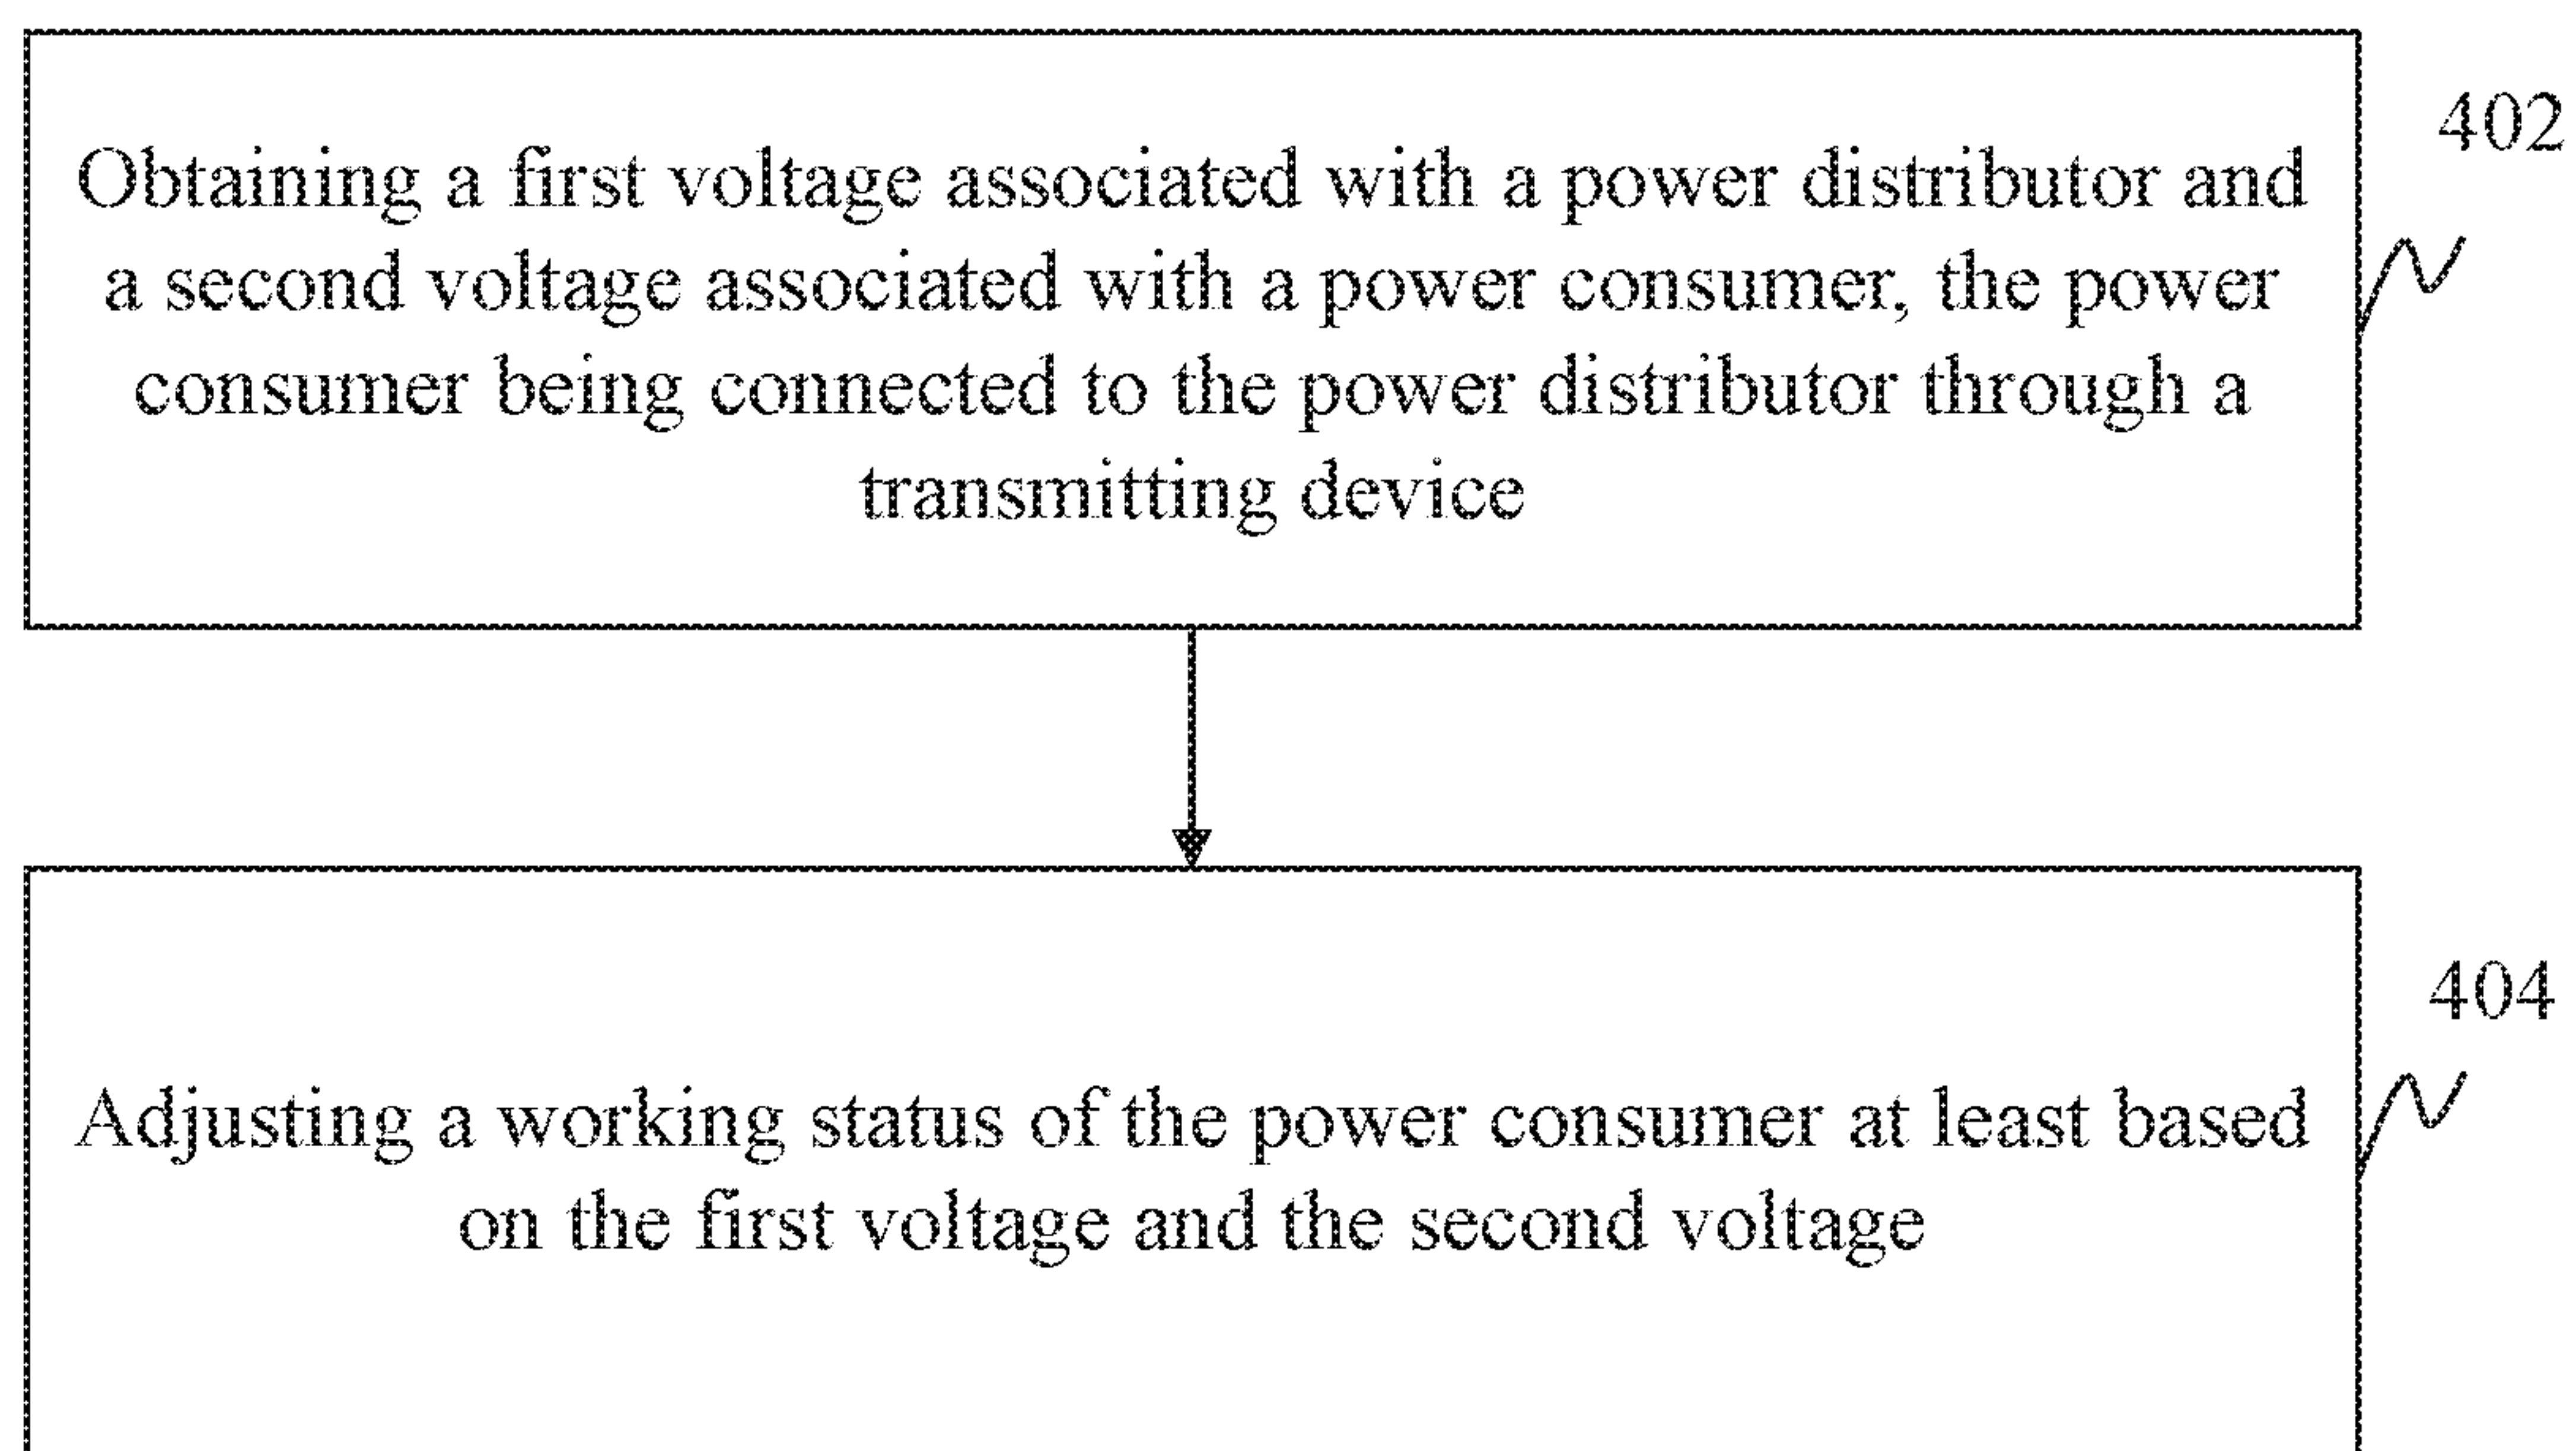 402
Obtaining a first voltage associated with a power distributor and
a second voltage associated with a power consumer, the power
consumer being connected to the power distributor through a
transmitting device
404
Adjusting a working status of the power consumer at least based
on the first voltage and the second voltage